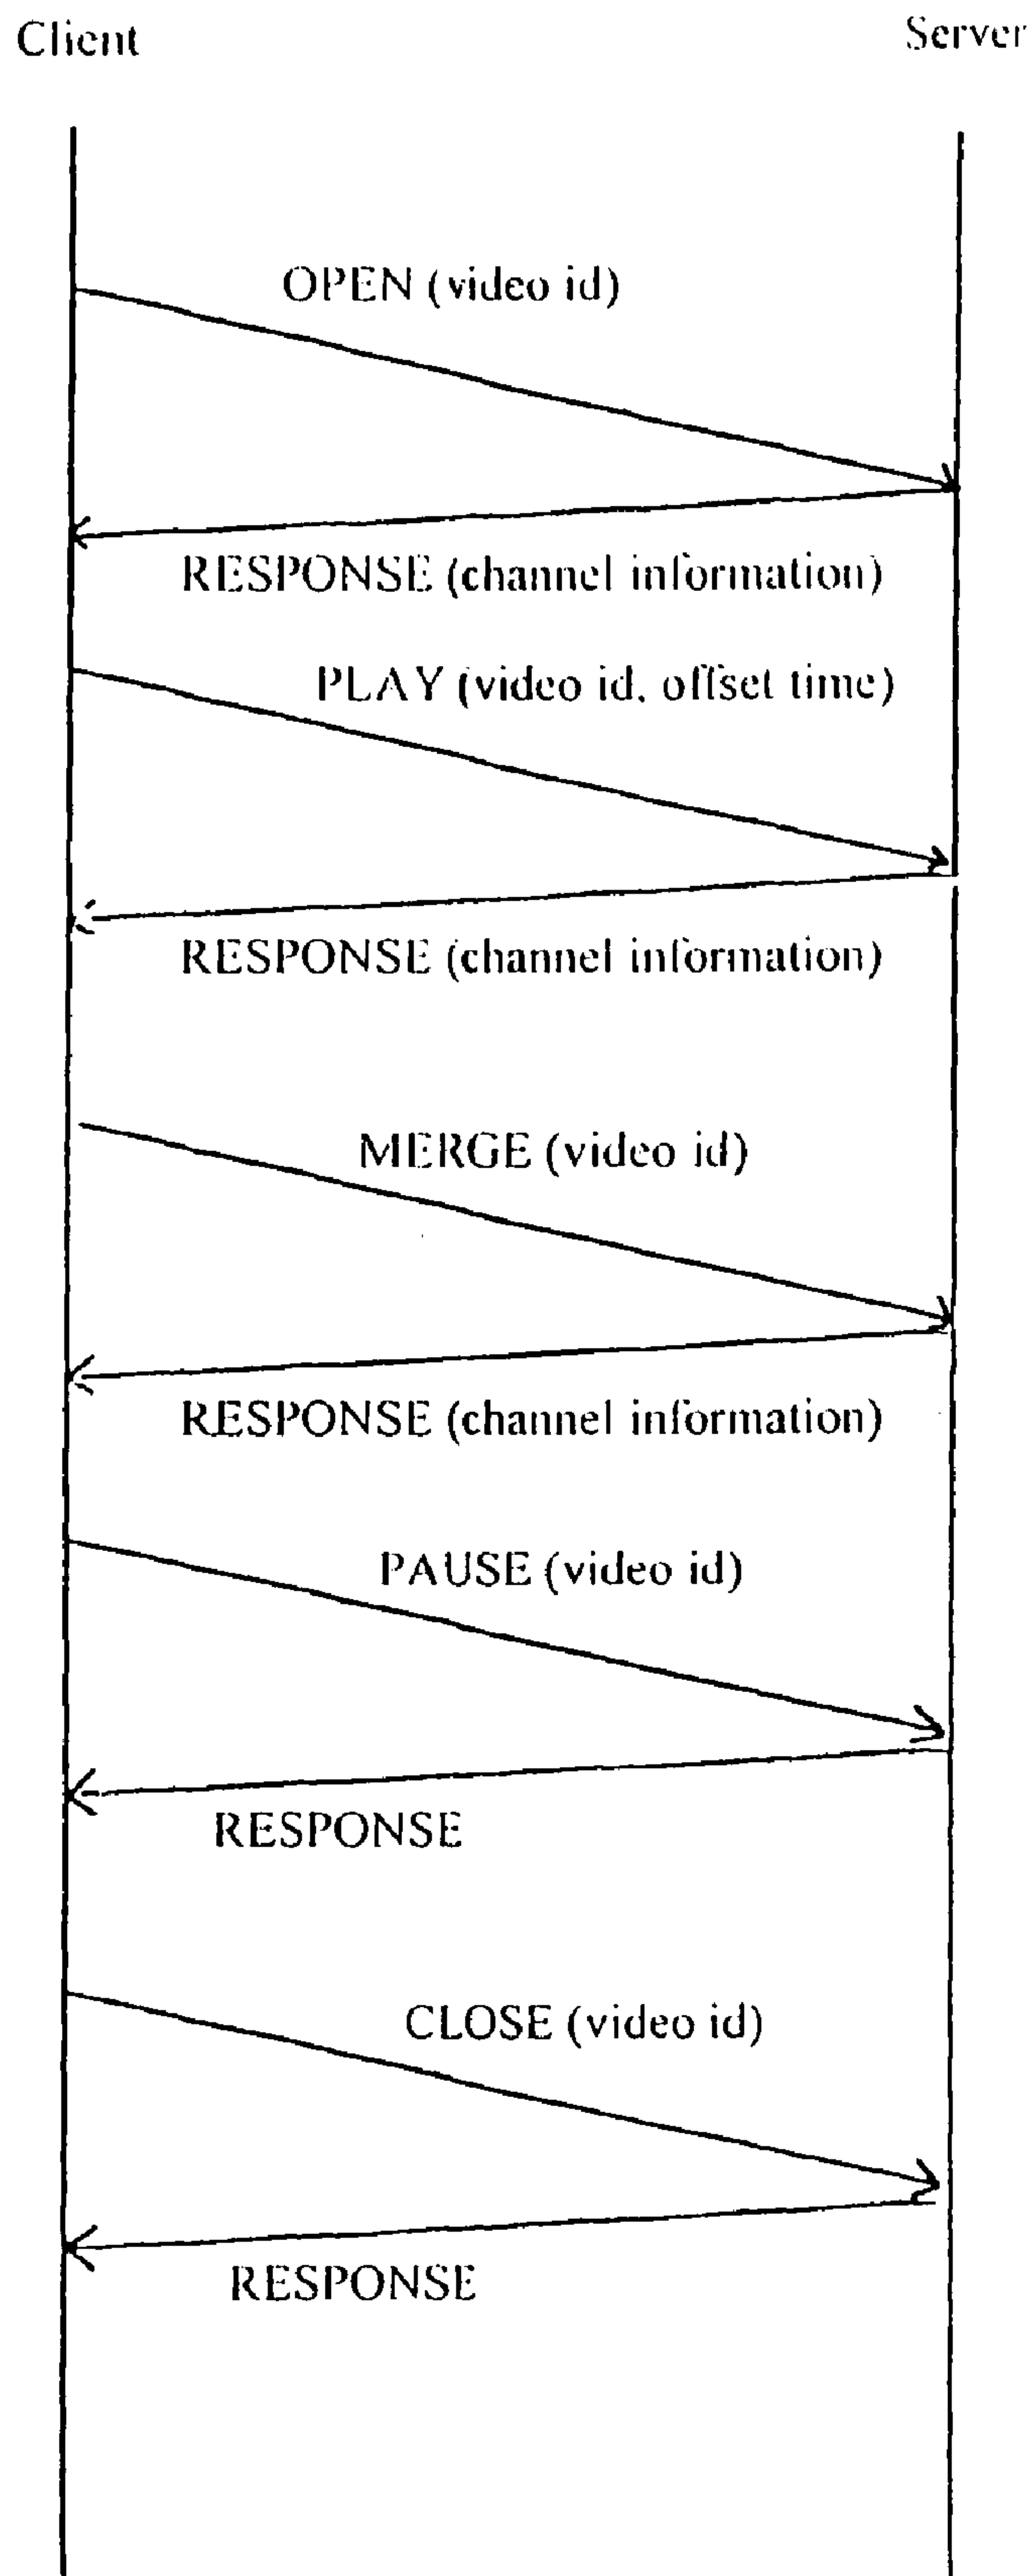 Client
Server
OPEN (video id)
RESPONSE (channel information)
PLAY (video id, offset time)
RESPONSE (channel information)
MERGE (video id)
RESPONSE (channel information)
PAUSE (video id)
RESPONSE
CLOSE (video id)
RESPONSE